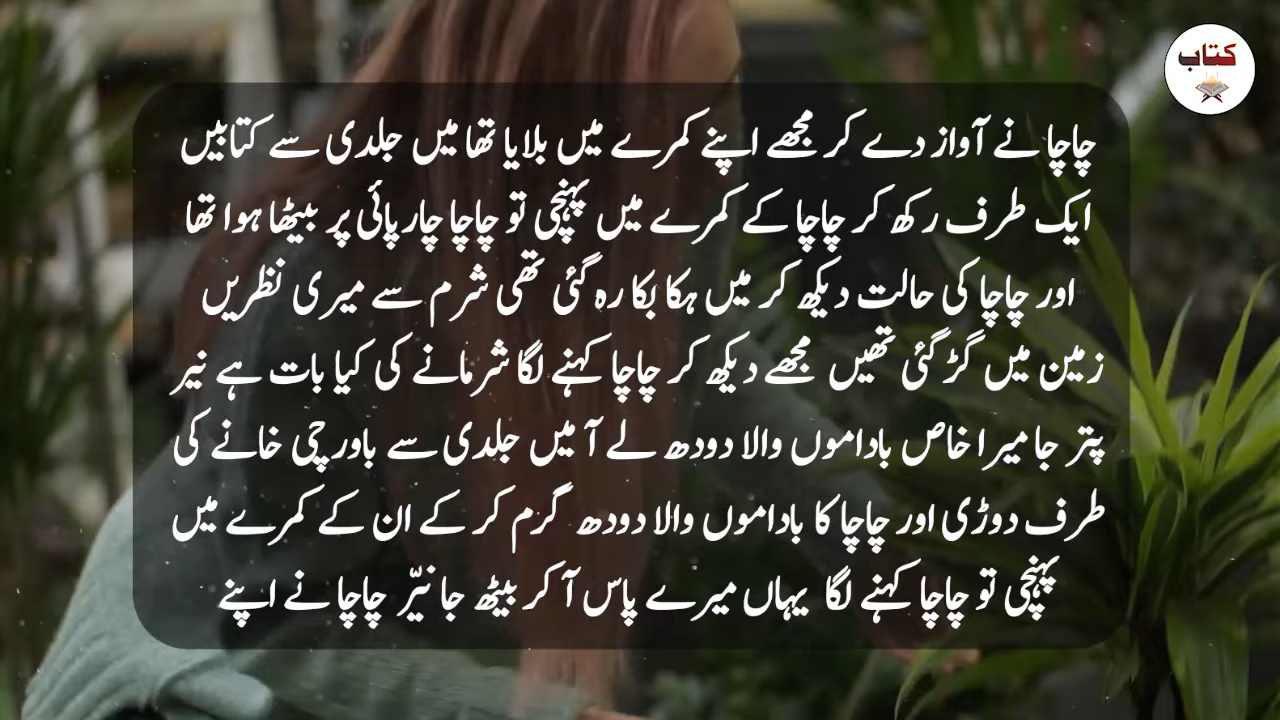 کتاب
چاچا نے آواز دے کر مجھے اپنے کمرے میں بلایا تھا میں جلدی سے کتابیں
ایک طرف رکھ کر چاچا کے کمرے میں پہنچی تو چاچا چارپائی پر بیٹھا ہوا تھا
اور چاچا کی حالت دیکھ کر میں ہکا بکا رہ گئی تھی شرم سے میری نظریں
زمین میں گڑ گئی تھیں مجھے دیکھ کر چاچا کہنے لگا شرمانے کی کیا بات ہے نیر
پتر جا میرا خاص باداموں والا دودھ لے آ میں جلدی سے باورچی خانے کی
طرف دوڑی اور چاچا کا باداموں والا دودھ گرم کر کے ان کے کمرے میں
پہنچی تو چاچا کہنے لگا یہاں میرے پاس آ کر بیٹھ جا نیّر چاچا نے اپنے